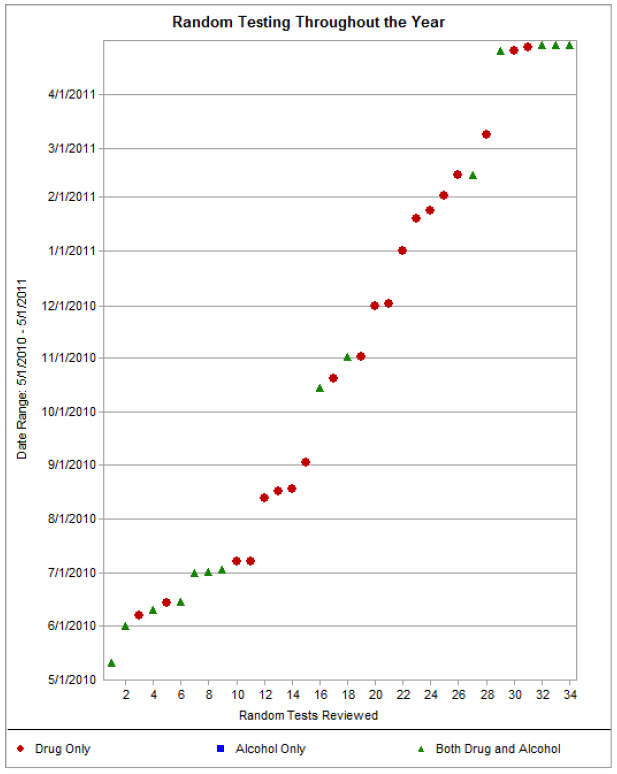 Random Testing Throughout the Year
4/1/2011
3/1/2011
2/1/2011
1/1/2011
12/1/2010
11/1/2010
10/1/2010
9/1/2010
8/1/2010
7/1/2010
6/1/2010
5/1/2010
Date Range: 5/1/2010 - 5/1/2011
2 4 6 8 10 12 14 16 18 20 22 24 26 28 30 32 34
Random Tests Reviewed
Drug Only Alcohol Only Both Drug and Alcohol